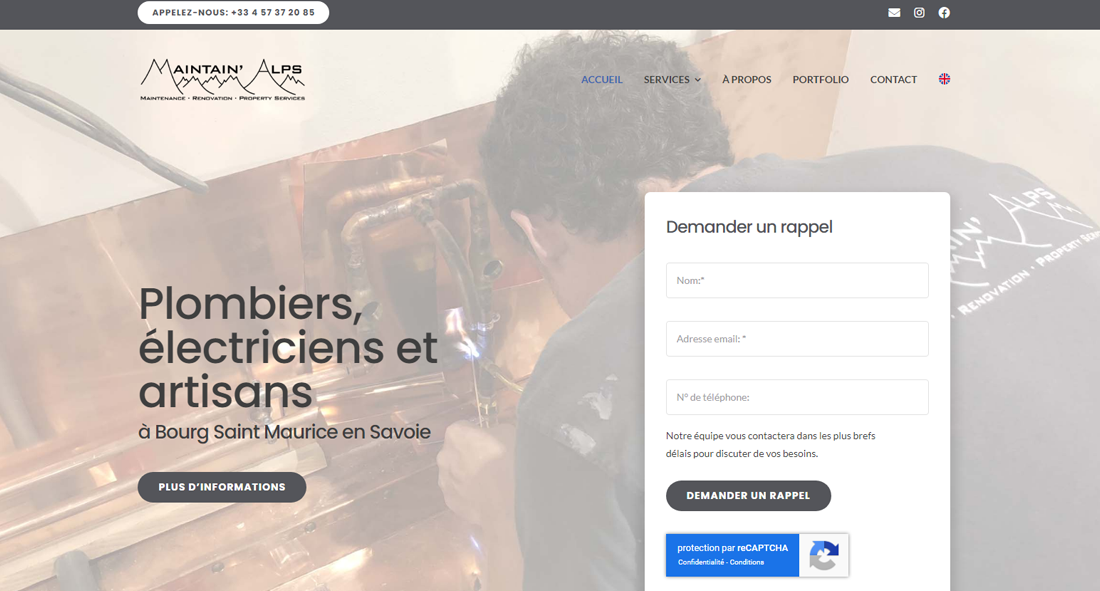 APPELEZ-NOUS: +33 4 57 37 20 85
MAINTAIN' ALPS
MAINTENANCE · RENOVATION · PROPERTY SERVICES
ACCUEIL
SERVICES
À PROPOS
PORTFOLIO
CONTACT
Plombiers,
électriciens et
artisans
à Bourg Saint Maurice en Savoie
PLUS D'INFORMATIONS
Demander un rappel
Nom:*
Adresse email: *
N° de téléphone:
Notre équipe vous contactera dans les plus brefs
délais pour discuter de vos besoins.
DEMANDER UN RAPPEL
protection par reCAPTCHA
Confidentialité - Conditions
ALPS
RENOVATION · PROPERTY